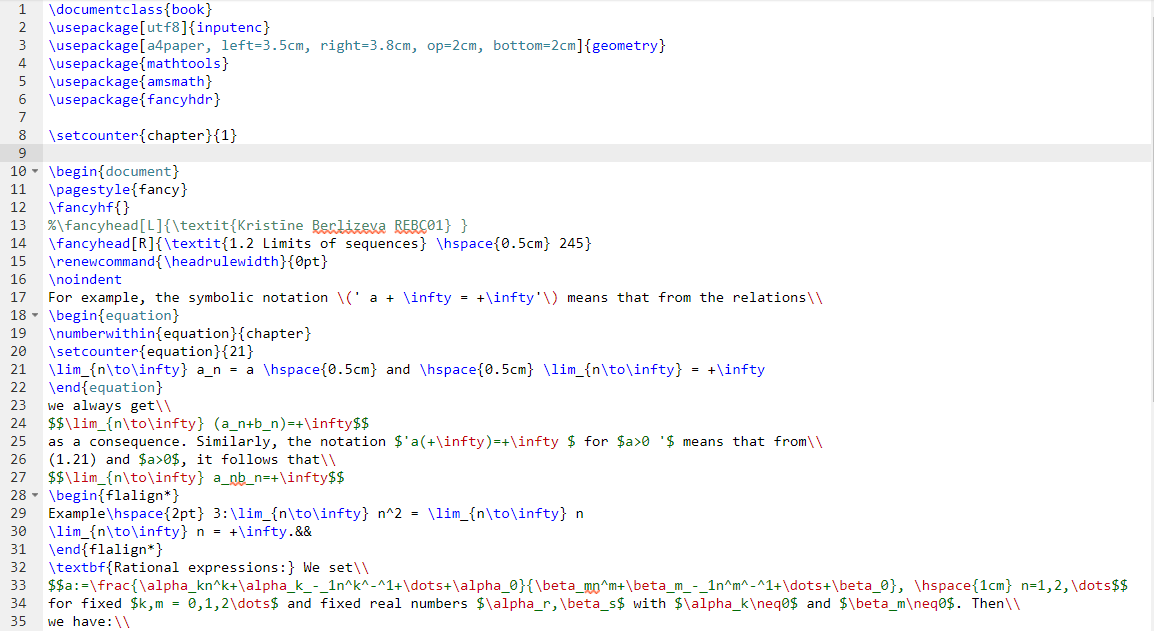 1 \documentclass{book}
2 \usepackage[utf8]{inputenc}
3 \usepackage[a4paper, left=3.5cm, right=3.8cm, op=2cm, bottom=2cm]{geometry}
4 \usepackage{mathtools}
5 \usepackage{amsmath}
6 \usepackage{fancyhdr}
7
8 \setcounter{chapter}{1}
9
10 \begin{document}
11 \pagestyle{fancy}
12 \fancyhf{}
13 %\fancyhead[L]{\textit{Kristīne Berlizeva REBC01} }
14 \fancyhead[R]{\textit{1.2 Limits of sequences} \hspace{0.5cm} 245}
15 \renewcommand{\headrulewidth}{0pt}
16 \noindent
17 For example, the symbolic notation \(' a + \infty = +\infty'\) means that from the relations\\
18 \begin{equation}
19 \numberwithin{equation}{chapter}
20 \setcounter{equation}{21}
21 \lim_{n\to\infty} a_n = a \hspace{0.5cm} and \hspace{0.5cm} \lim_{n\to\infty} = +\infty
22 \end{equation}
23 we always get\\
24 $$\lim_{n\to\infty} (a_n+b_n)=+\infty$$
25 as a consequence. Similarly, the notation $'a(+\infty)=+\infty $ for $a>0 '$ means that from\\
26 (1.21) and $a>0$, it follows that\\
27 $$\lim_{n\to\infty} a_nb_n=+\infty$$
28 \begin{flalign*}
29 Example\hspace{2pt} 3:\lim_{n\to\infty} n^2 = \lim_{n\to\infty} n
30 \lim_{n\to\infty} n = +\infty.&&
31 \end{flalign*}
32 \textbf{Rational expressions:} We set\\
33 $$a:=\frac{\alpha_kn^k+\alpha_k_-_1n^k^-^1+\dots+\alpha_0}{\beta_mn^m+\beta_m_-_1n^m^-^1+\dots+\beta_0}, \hspace{1cm} n=1,2,\dots$$
34 for fixed $k,m = 0,1,2\dots$ and fixed real numbers $\alpha_r,\beta_s$ with $\alpha_k\neq0$ and $\beta_m\neq0$. Then\\
35 we have:\\